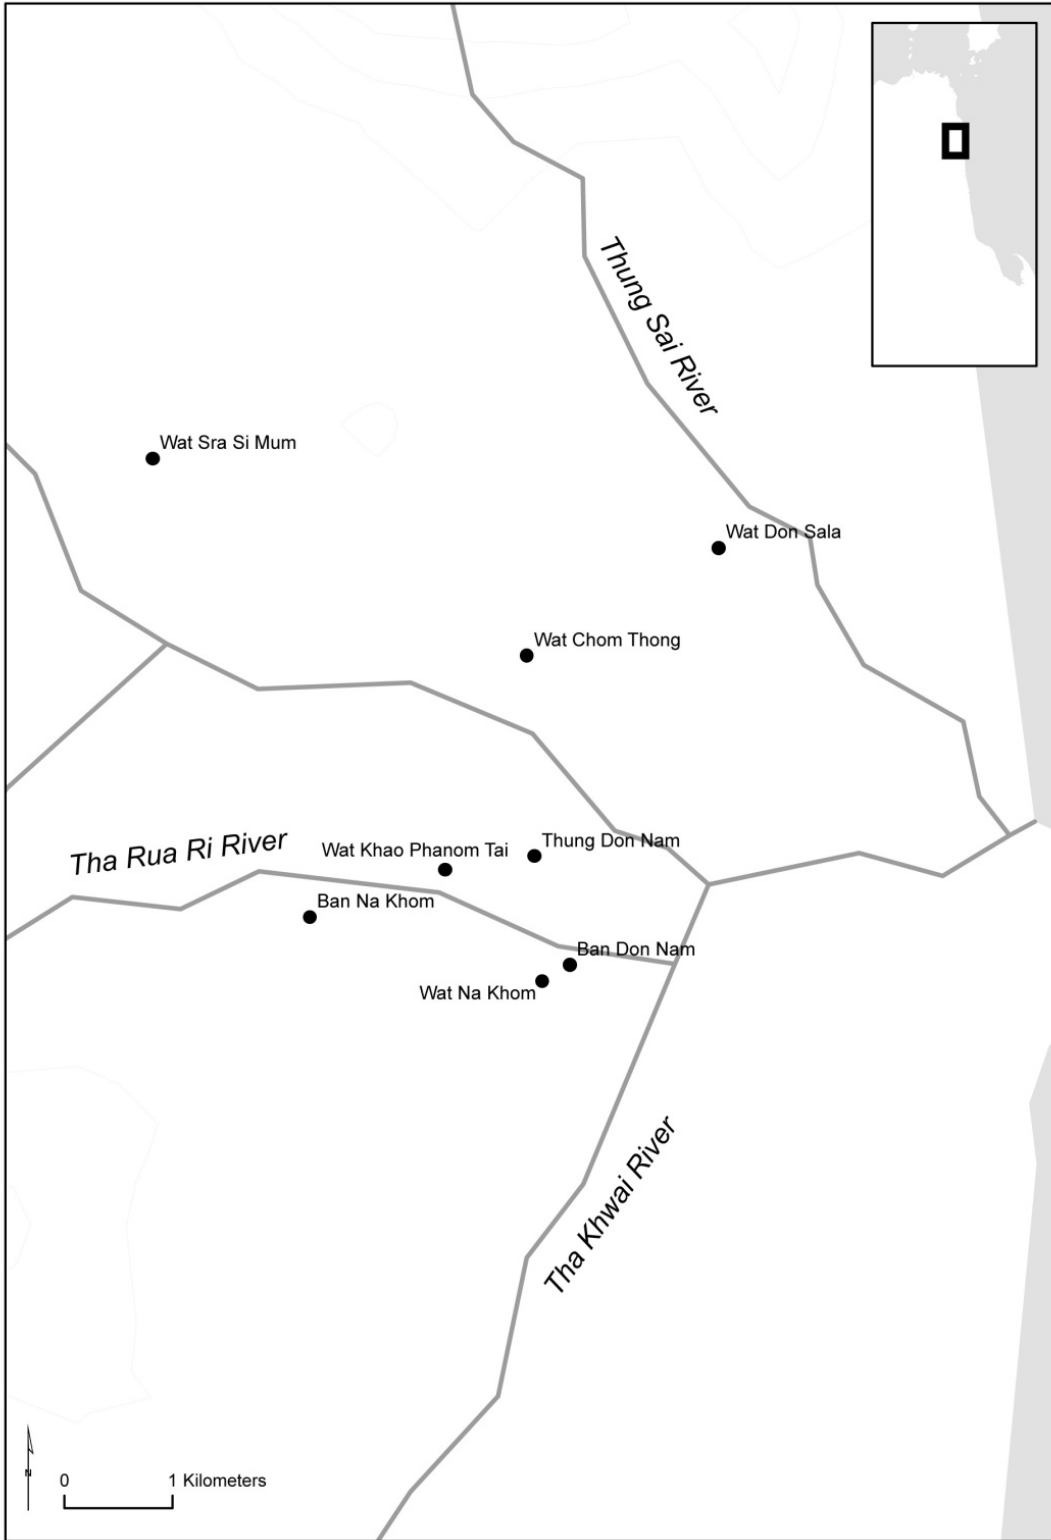 Thung Sai River
Wat Sra Si Mum
Wat Don Sala
Wat Chom Thong
Tha Rua Ri River
Wat Khao Phanom Tai
Thung Don Nam
Ban Na Khom
Ban Don Nam
Wat Na Khom
Tha Khwai River
N
0
1 Kilometers